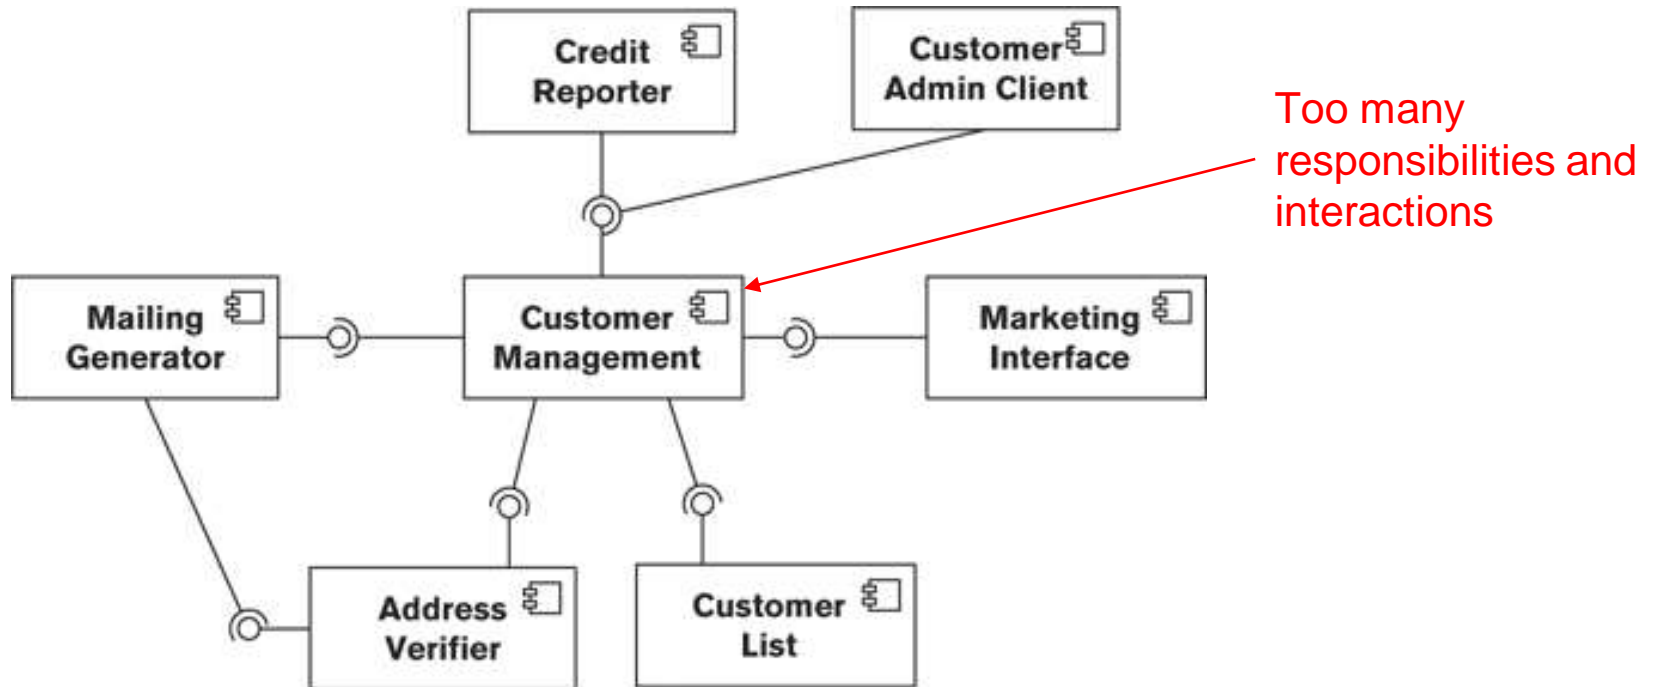 Credit
Reporter
Customer
Admin Client
Too many
responsibilities and
interactions
Mailing
Generator
Customer
Management
Marketing
Interface
Address
Verifier
Customer
List